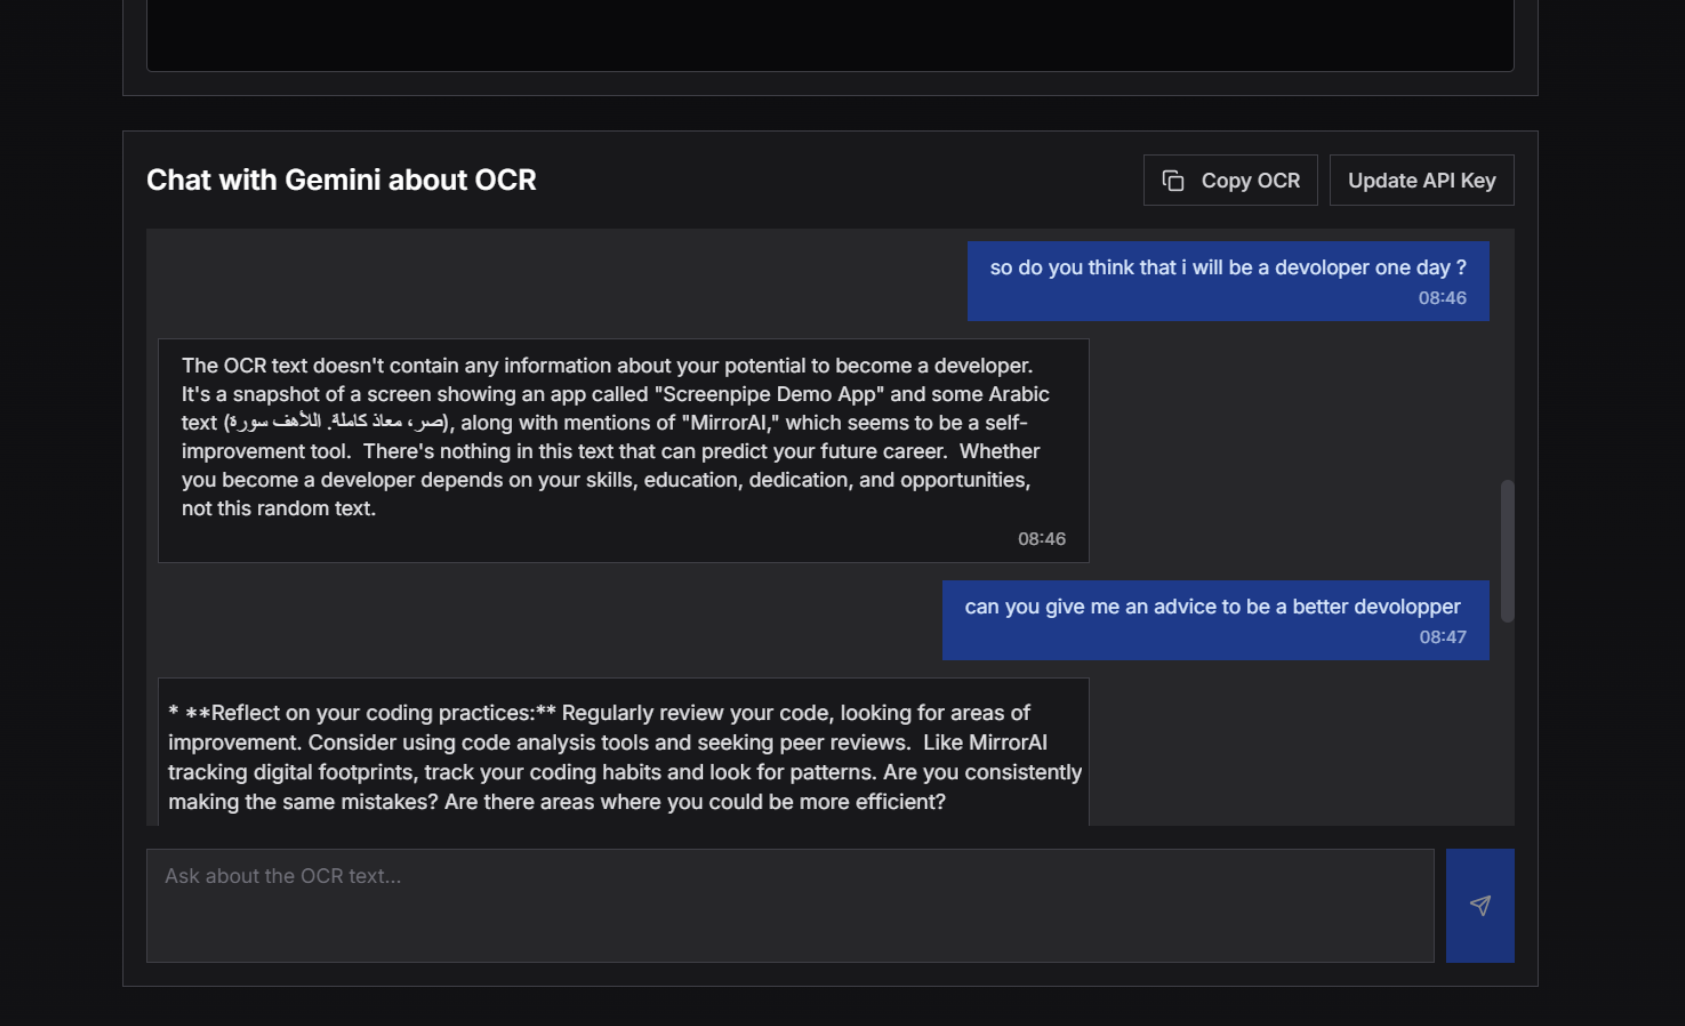 Chat with Gemini about OCR
Copy OCR
Update API Key
so do you think that i will be a devoloper one day ?
08:46
The OCR text doesn't contain any information about your potential to become a developer.
It's a snapshot of a screen showing an app called "Screenpipe Demo App" and some Arabic
text (صر، معاذ كاملة. اللأهف سورة), along with mentions of "MirrorAI," which seems to be a self-
improvement tool.  There's nothing in this text that can predict your future career.  Whether
you become a developer depends on your skills, education, dedication, and opportunities,
not this random text.
08:46
can you give me an advice to be a better devolopper
08:47
* **Reflect on your coding practices:** Regularly review your code, looking for areas of
improvement. Consider using code analysis tools and seeking peer reviews.  Like MirrorAI
tracking digital footprints, track your coding habits and look for patterns. Are you consistently
making the same mistakes? Are there areas where you could be more efficient?
Ask about the OCR text...